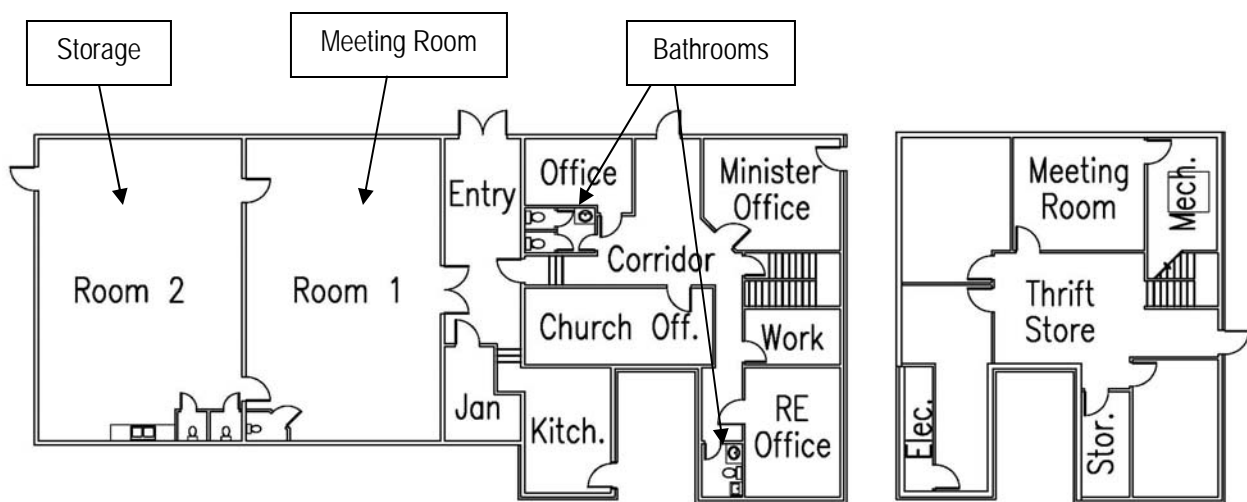 Storage
Meeting Room
Bathrooms
Office
Minister
Office
Entry
Corridor
Room 2
Room 1
Church Off.
Work
Jan
Kitch.
RE
Office
Meeting
Room
Mech.
Thrift
Store
Elec.
Stor.